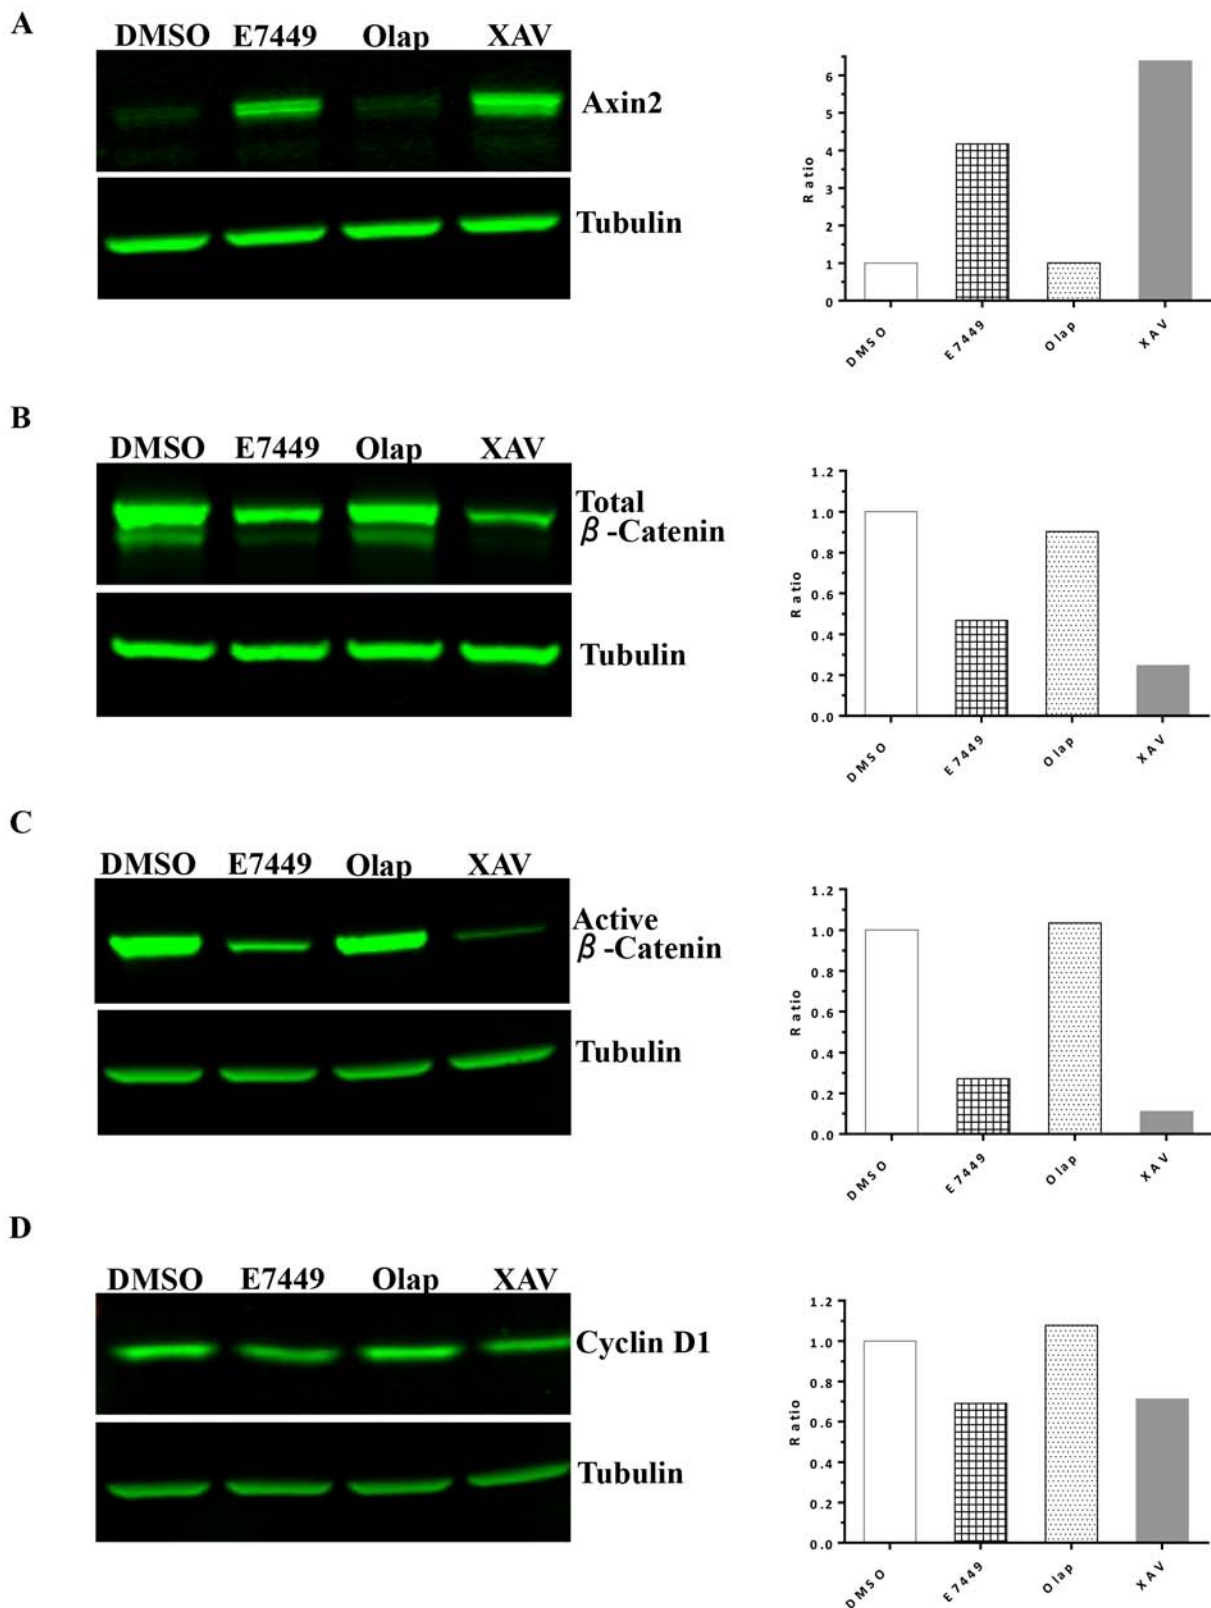 A
DMSO E7449 Olap XAV
Axin2
Tubulin
Ratio
6
5
4
3
2
1
0
DMSO
E7449
Olap
XAV
B
DMSO E7449 Olap XAV
Total
β-Catenin
Tubulin
Ratio
1.2
1.0
0.8
0.6
0.4
0.2
0.0
DMSO
E7449
Olap
XAV
C
DMSO E7449 Olap XAV
Active
β-Catenin
Tubulin
Ratio
1.2
1.0
0.8
0.6
0.4
0.2
0.0
DMSO
E7449
Olap
XAV
D
DMSO E7449 Olap XAV
Cyclin D1
Tubulin
Ratio
1.2
1.0
0.8
0.6
0.4
0.2
0.0
DMSO
E7449
Olap
XAV